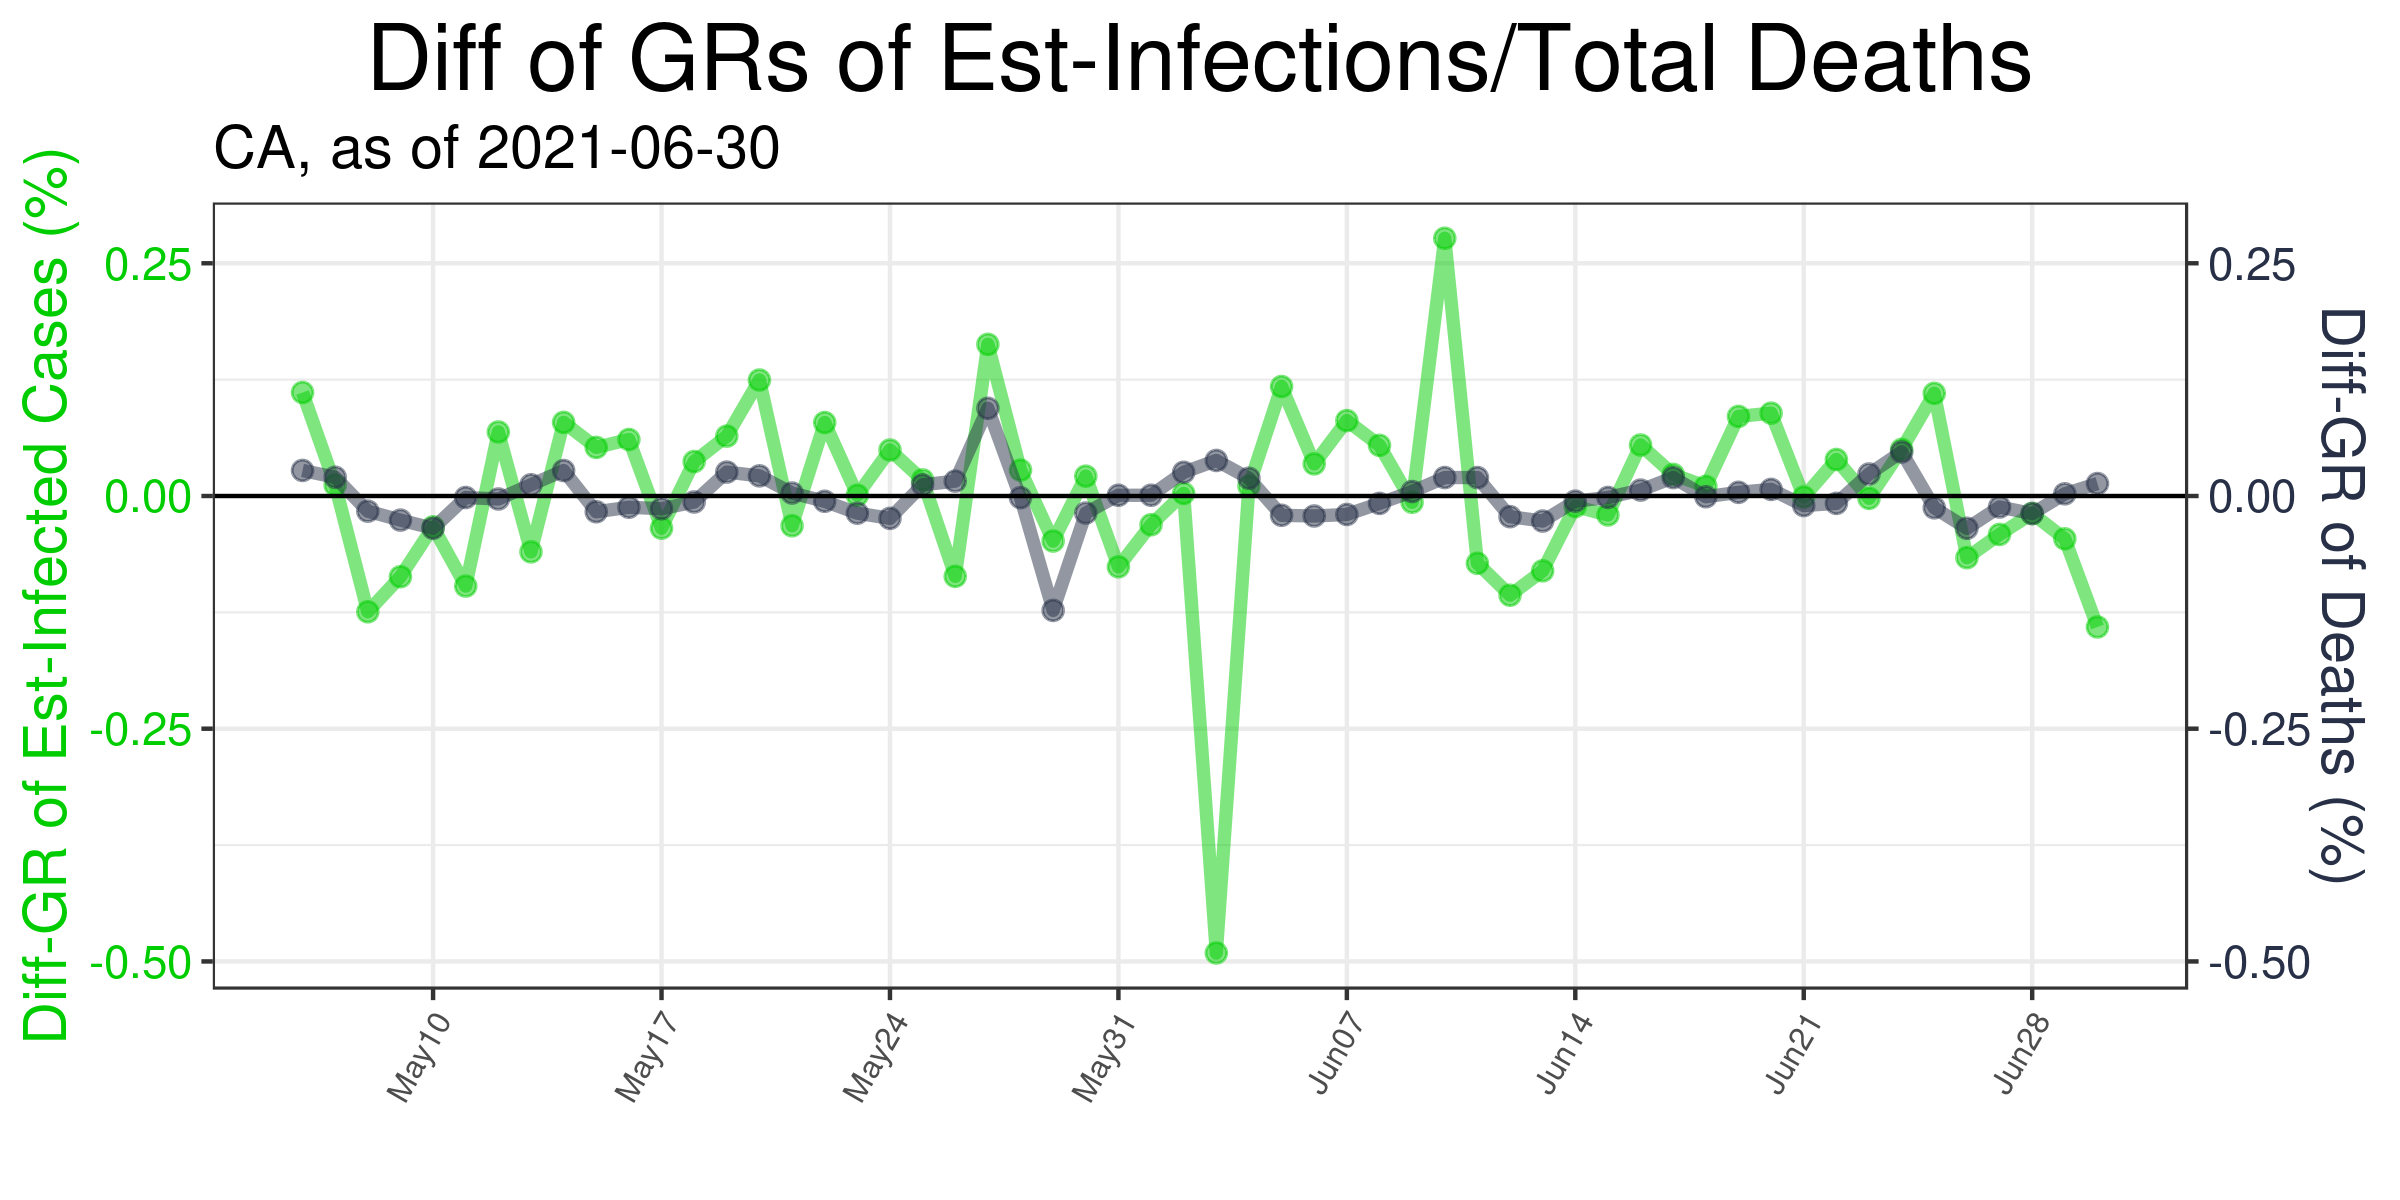 Diff of GRs of Est-Infections/Total Deaths
CA, as of 2021-06-30
Diff-GR of Est-Infected Cases (%)
0.25
0.00
-0.25
-0.50
0.25
0.00
-0.25
-0.50
Diff-GR of Deaths (%)
May10
May17
May24
May31
Jun07
Jun14
Jun21
Jun28